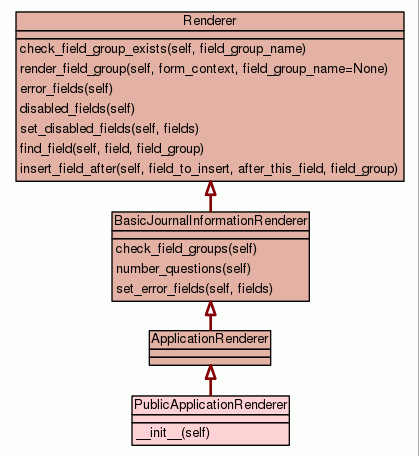 Renderer
check_field_group_exists(self, field_group_name)
render_field_group(self, form_context, field_group_name=None)
error_fields(self)
disabled_fields(self)
set_disabled_fields(self, fields)
find_field(self, field, field_group)
insert_field_after(self, field_to_insert, after_this_field, field_group)
BasicJournalInformationRenderer
check_field_groups(self)
number_questions(self)
set_error_fields(self, fields)
ApplicationRenderer
PublicApplicationRenderer
__init__(self)